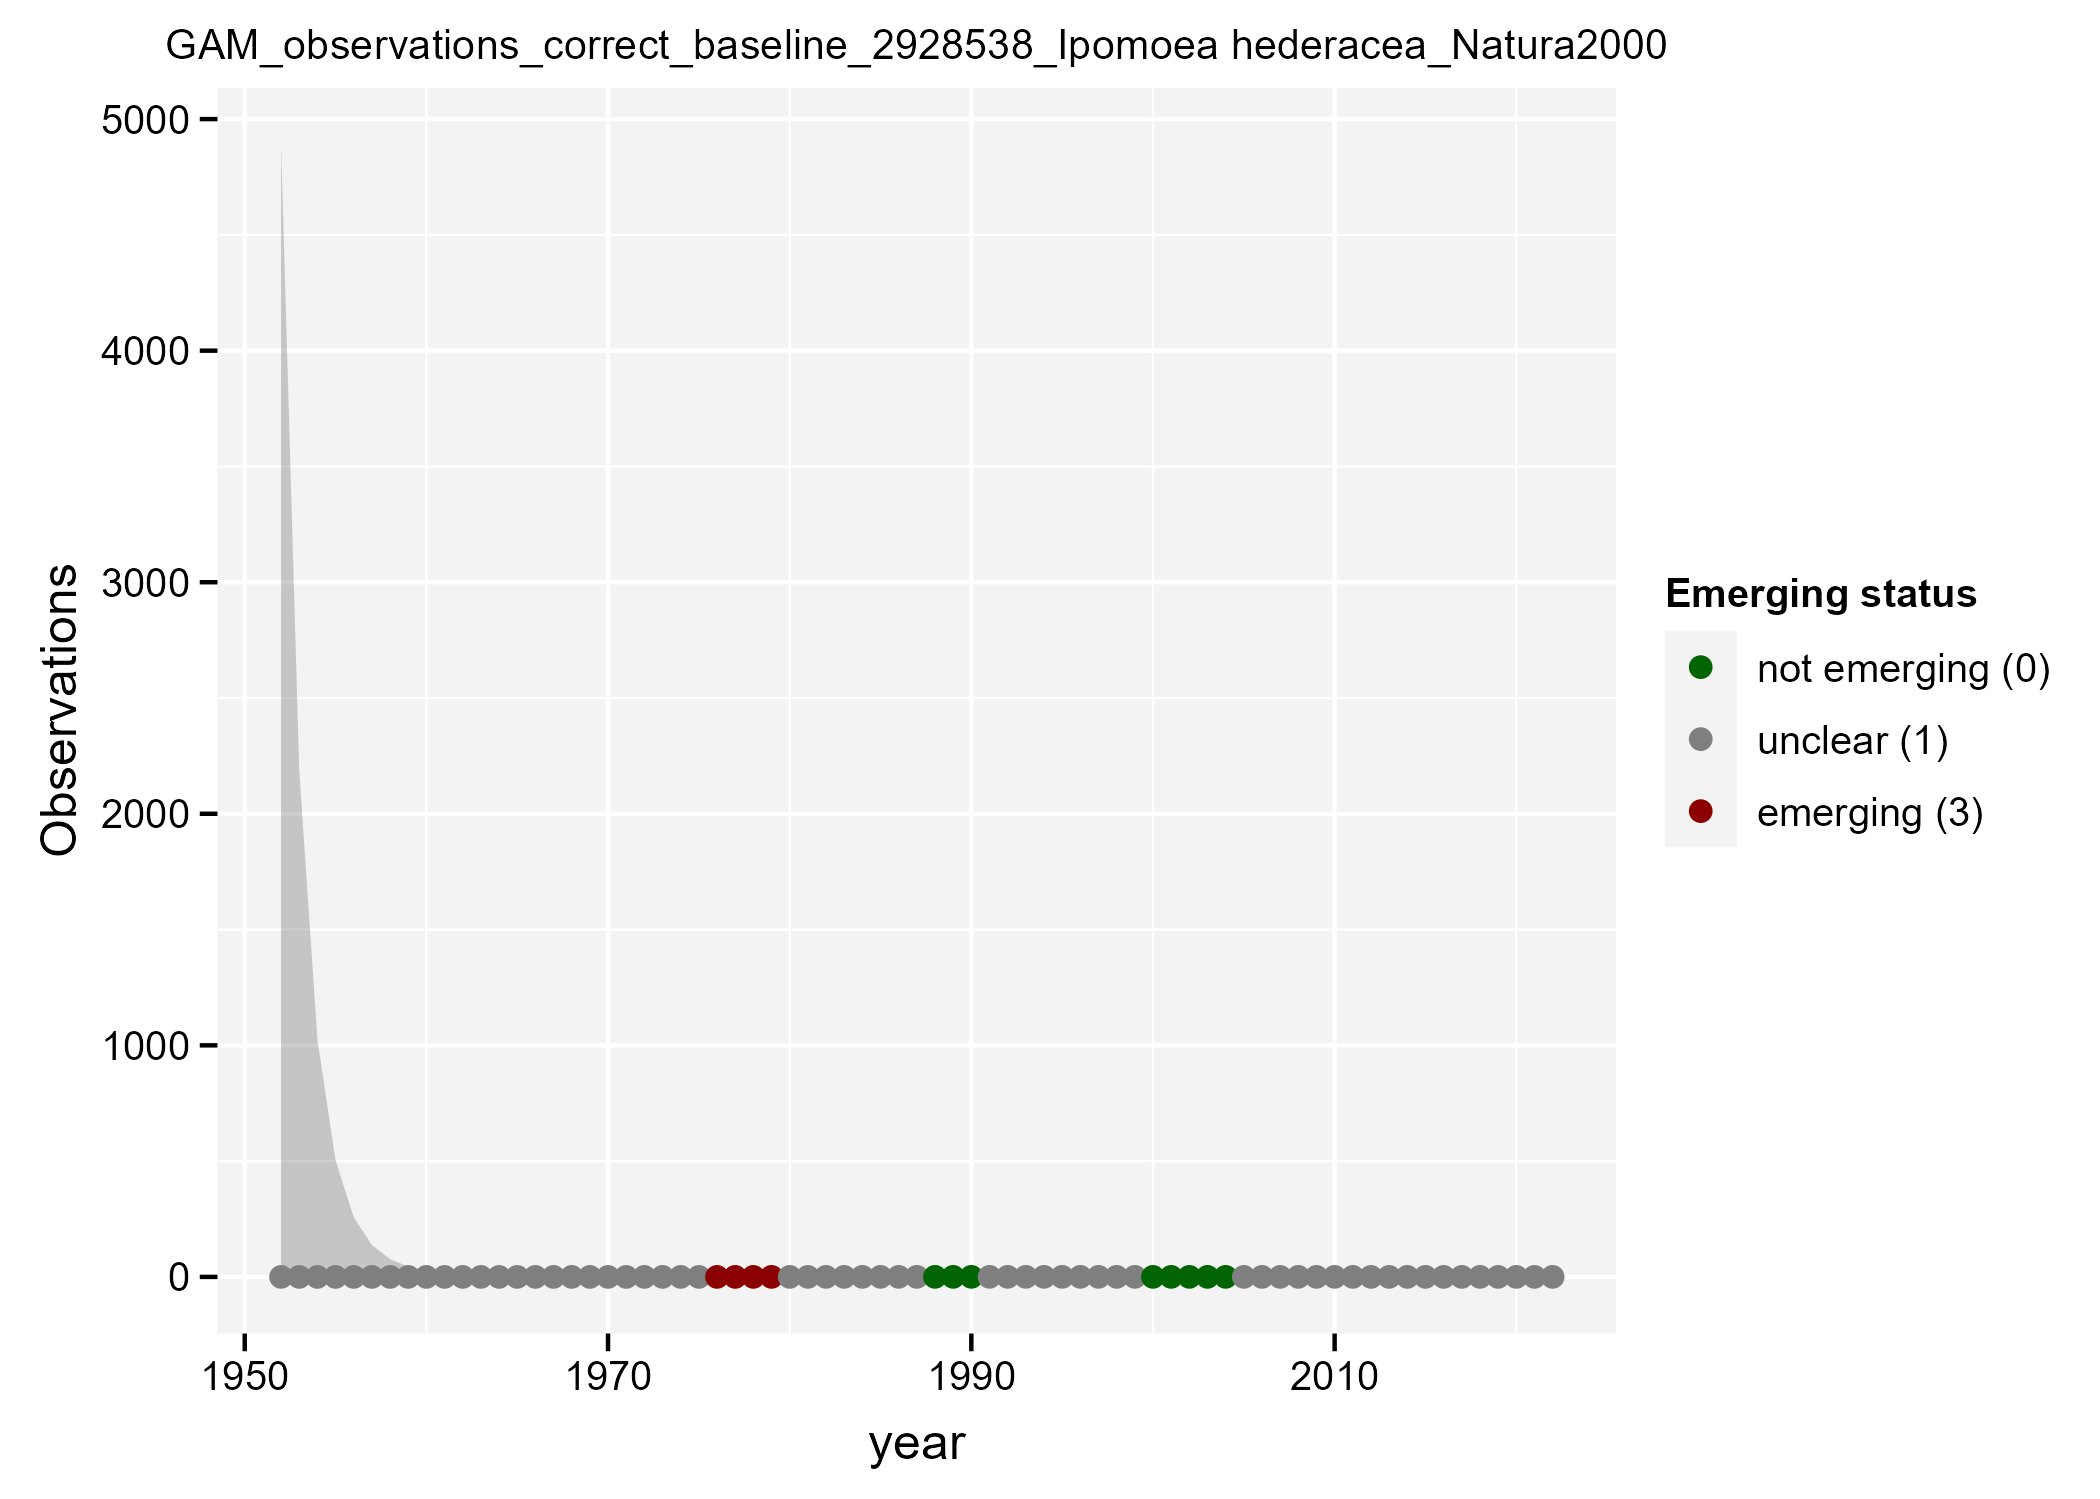 GAM_observations_correct_baseline_2928538_Ipomoea hederacea_Natura2000
5000
4000
3000
2000
1000
0
Observations
1950
1970
1990
2010
year
Emerging status
not emerging (0)
unclear (1)
emerging (3)